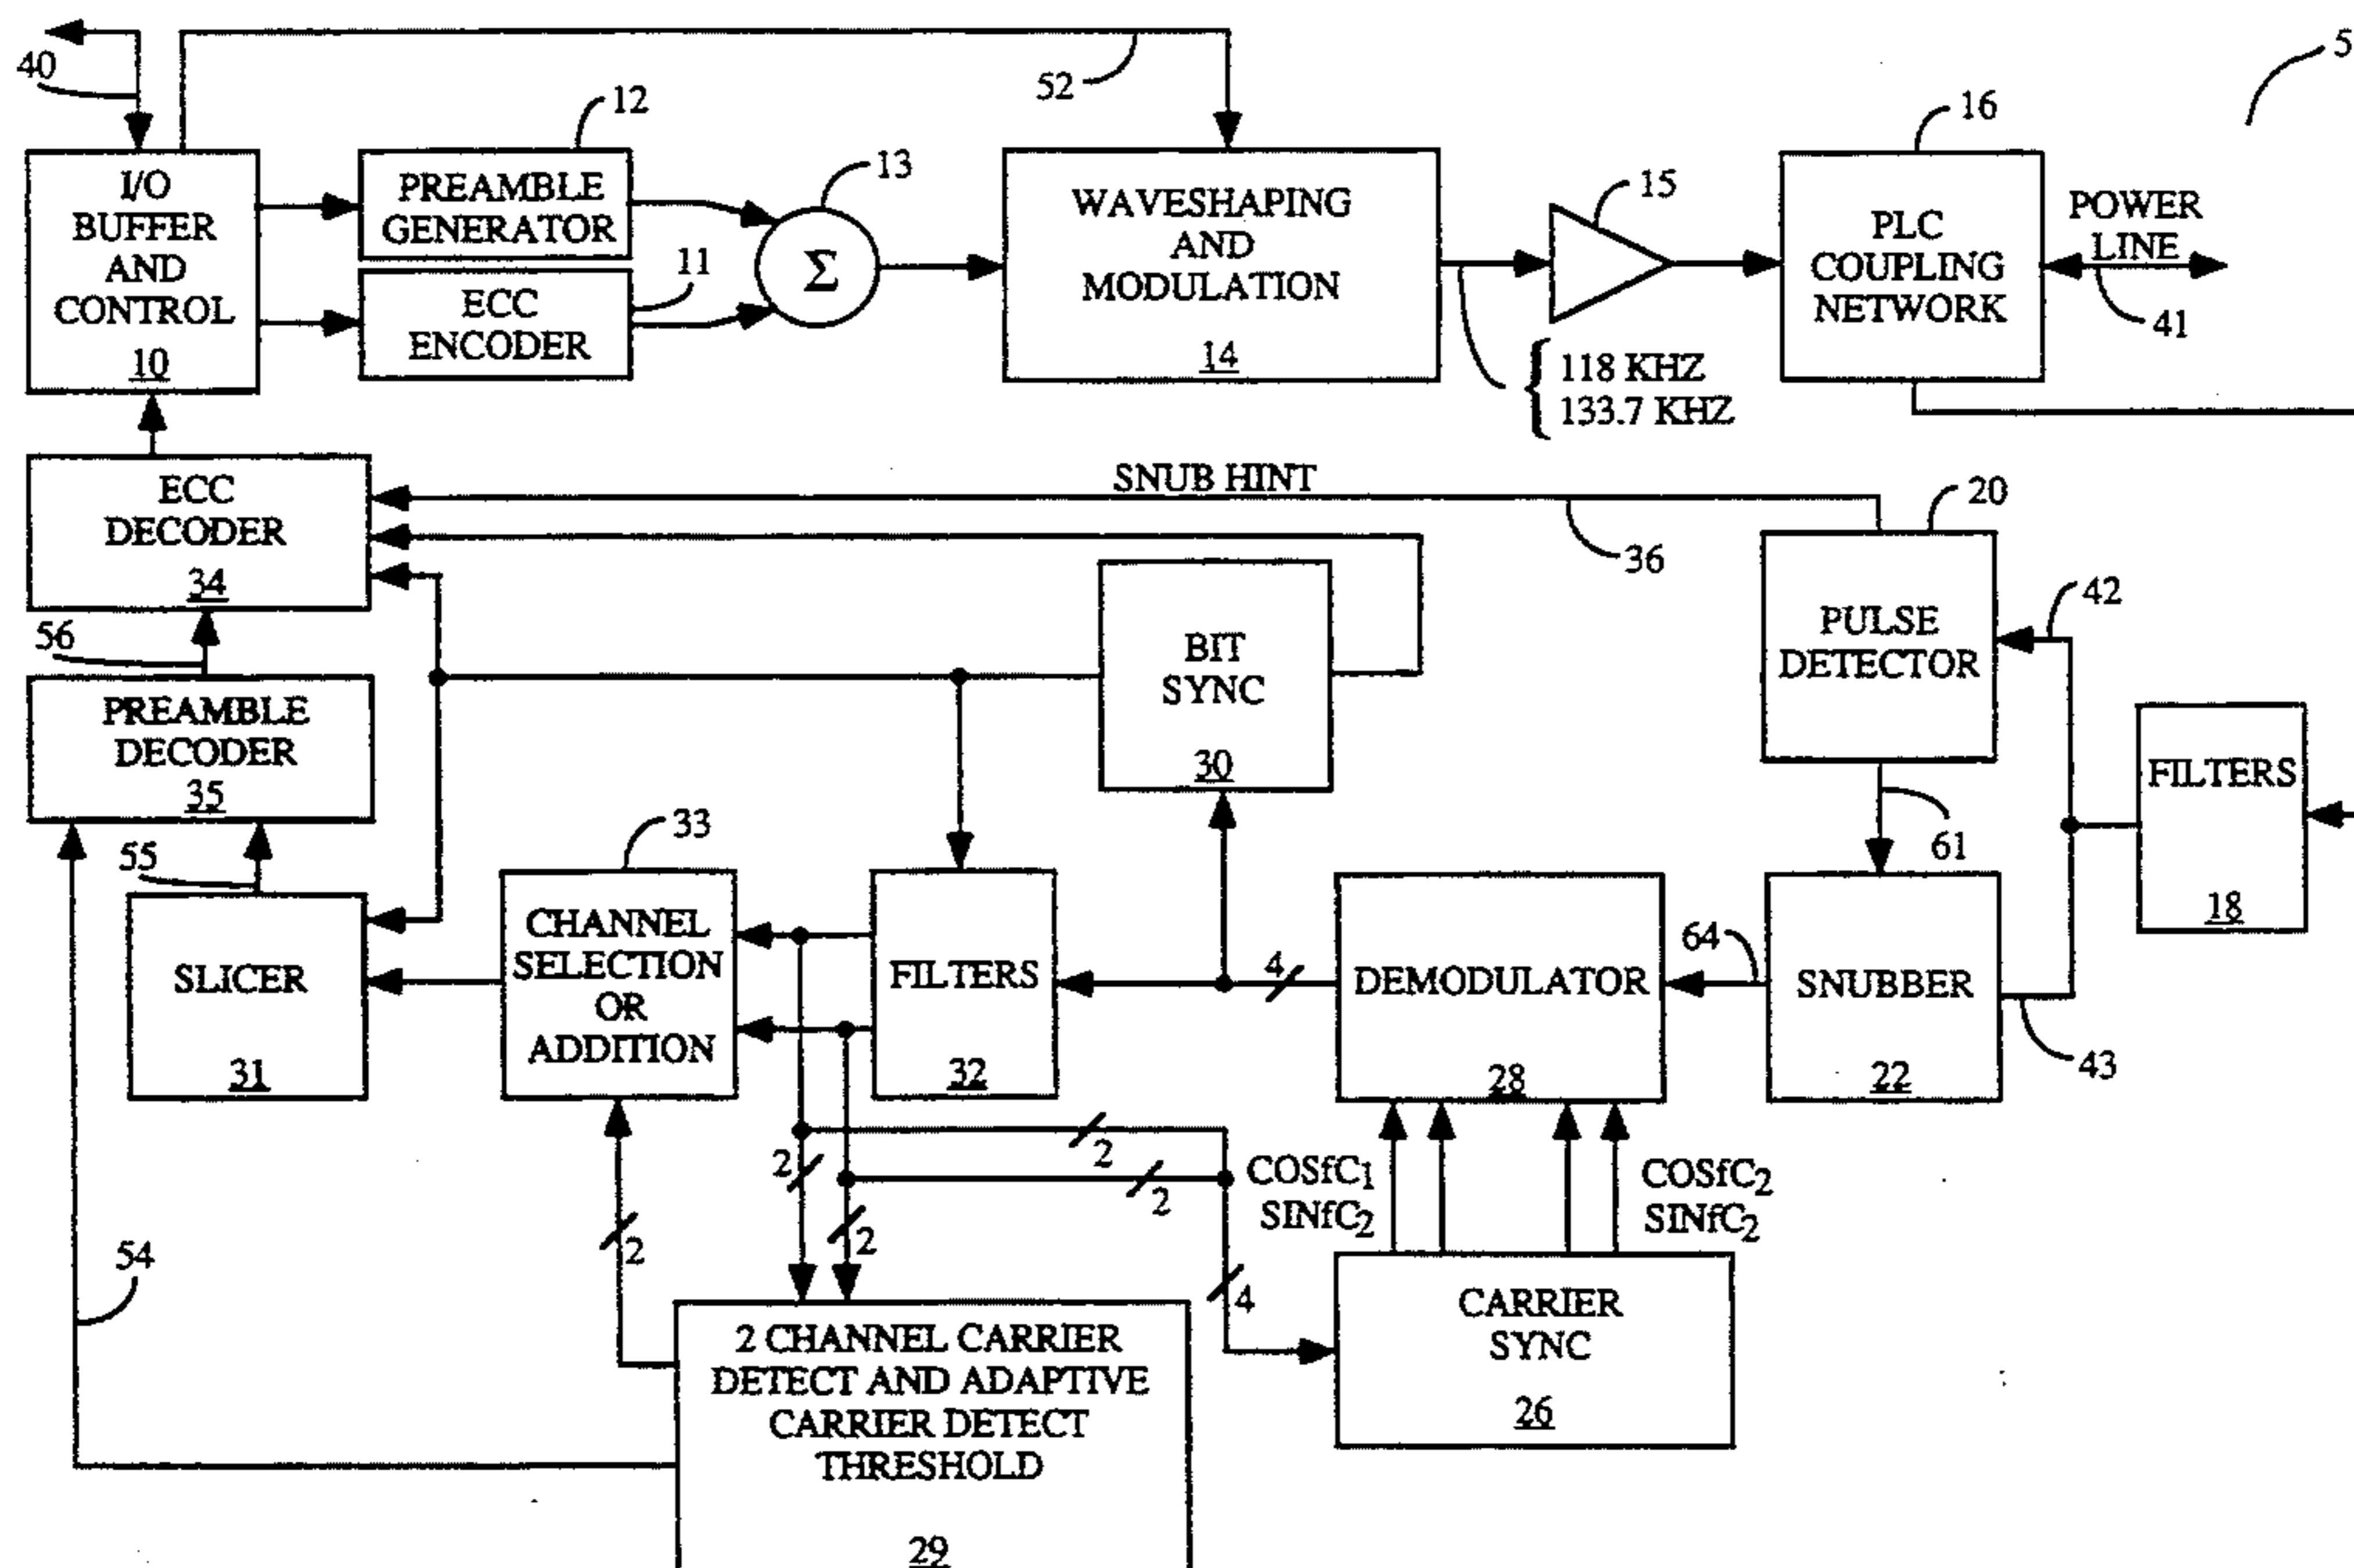 40
52
5
12
13
16
15
I/O
BUFFER
AND
CONTROL
10
PREAMBLE
GENERATOR
11
ECC
ENCODER
Σ
WAVESHAPING
AND
MODULATION
14
PLC
COUPLING
NETWORK
POWER
LINE
41
{ 118 KHZ
133.7 KHZ
ECC
DECODER
34
SNUB HINT
36
20
56
BIT
SYNC
30
PULSE
DETECTOR
42
PREAMBLE
DECODER
35
FILTERS
18
55
33
61
SLICER
31
CHANNEL
SELECTION
OR
ADDITION
FILTERS
32
4
DEMODULATOR
28
64
SNUBBER
22
43
2
2
2
2
2
4
COSfC1
SINfC2
COSfC2
SINfC2
54
2 CHANNEL CARRIER
DETECT AND ADAPTIVE
CARRIER DETECT
THRESHOLD
29
CARRIER
SYNC
26